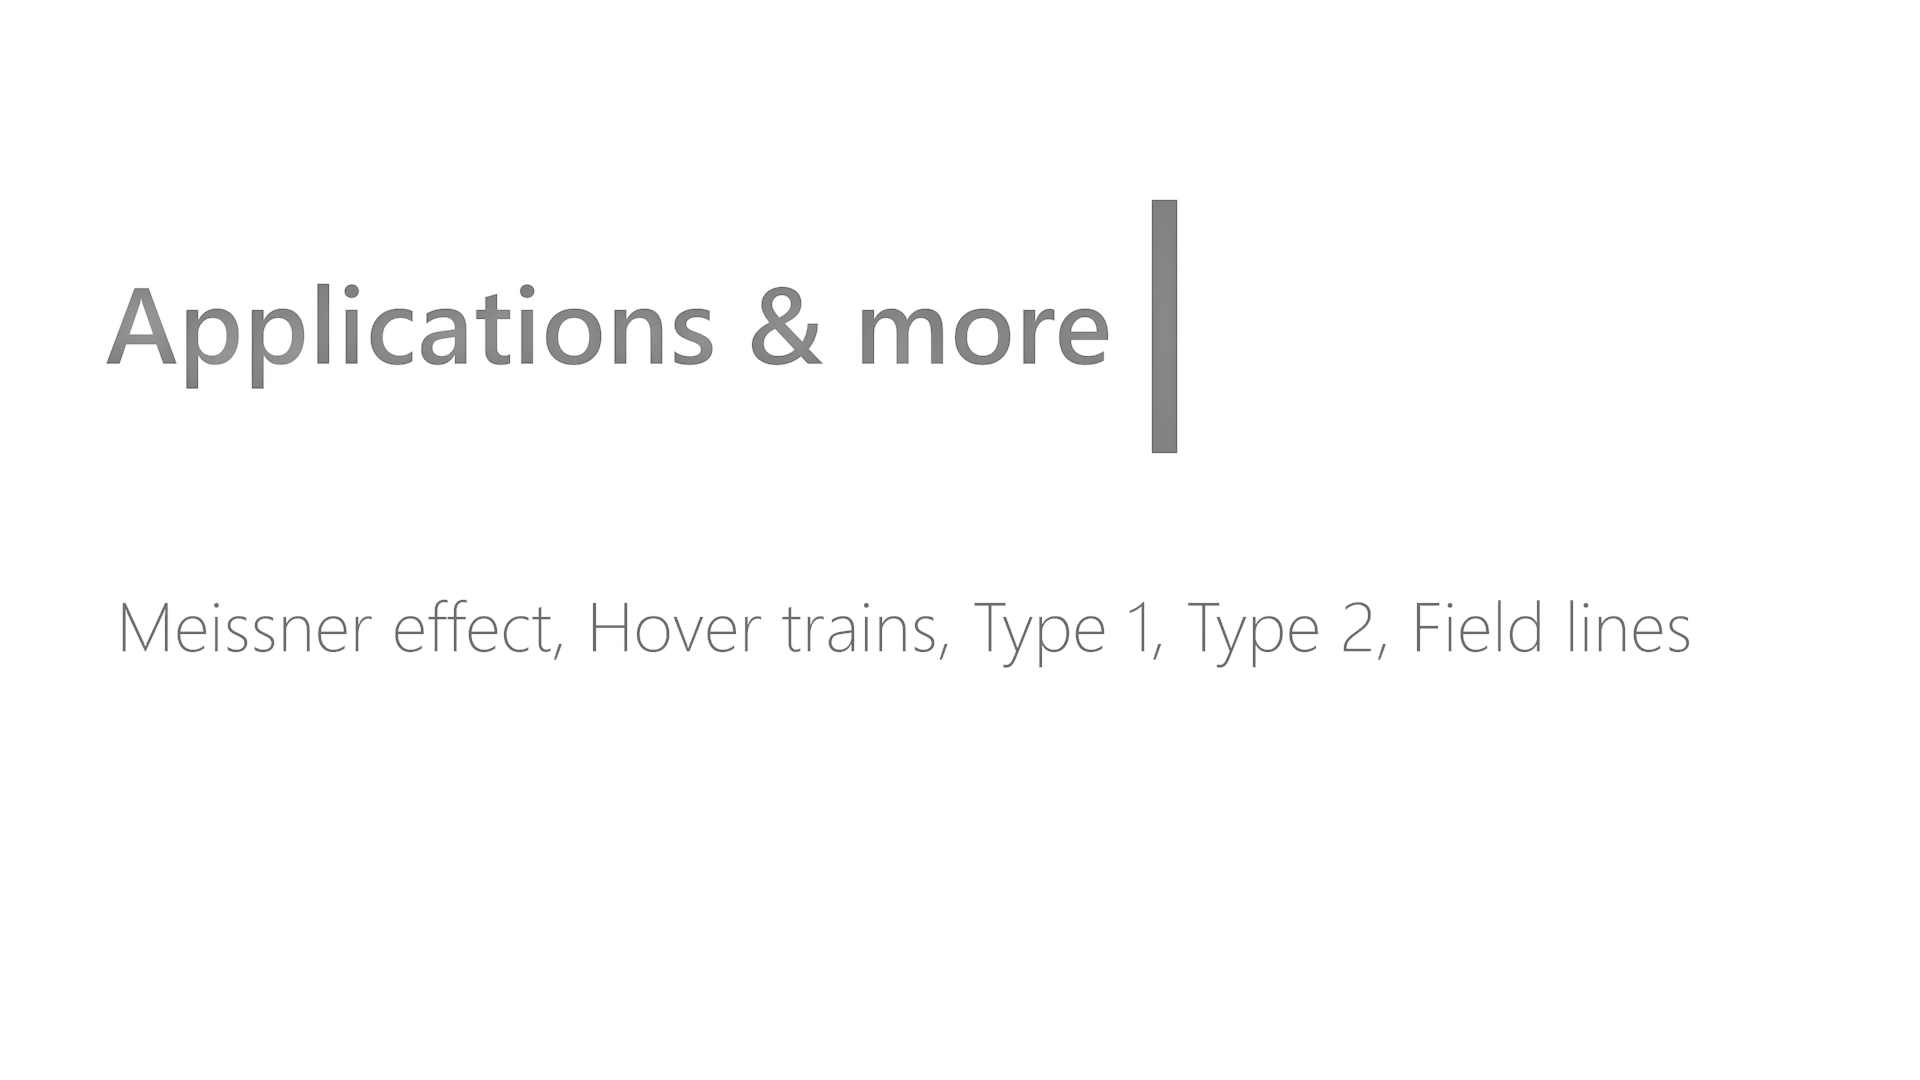 Applications & more
Meissner effect, Hover trains, Type 1, Type 2, Field lines